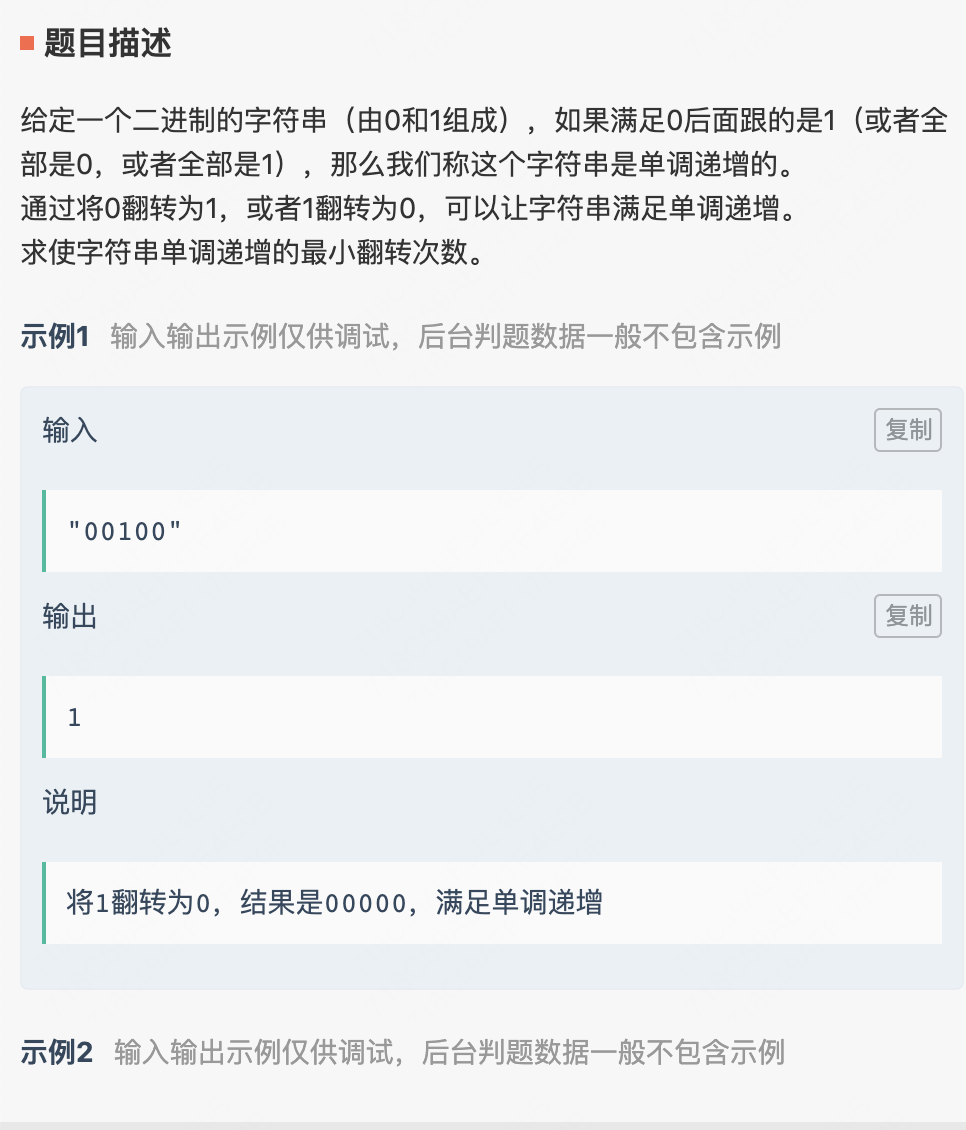 题目描述
给定一个二进制的字符串（由0和1组成），如果满足0后面跟的是1（或者全
部是0，或者全部是1），那么我们称这个字符串是单调递增的。
通过将0翻转为1，或者1翻转为0，可以让字符串满足单调递增。
求使字符串单调递增的最小翻转次数。
示例1 输入输出示例仅供调试，后台判题数据一般不包含示例
输入 复制
"00100"
输出 复制
1
说明
将1翻转为0，结果是00000，满足单调递增
示例2 输入输出示例仅供调试，后台判题数据一般不包含示例